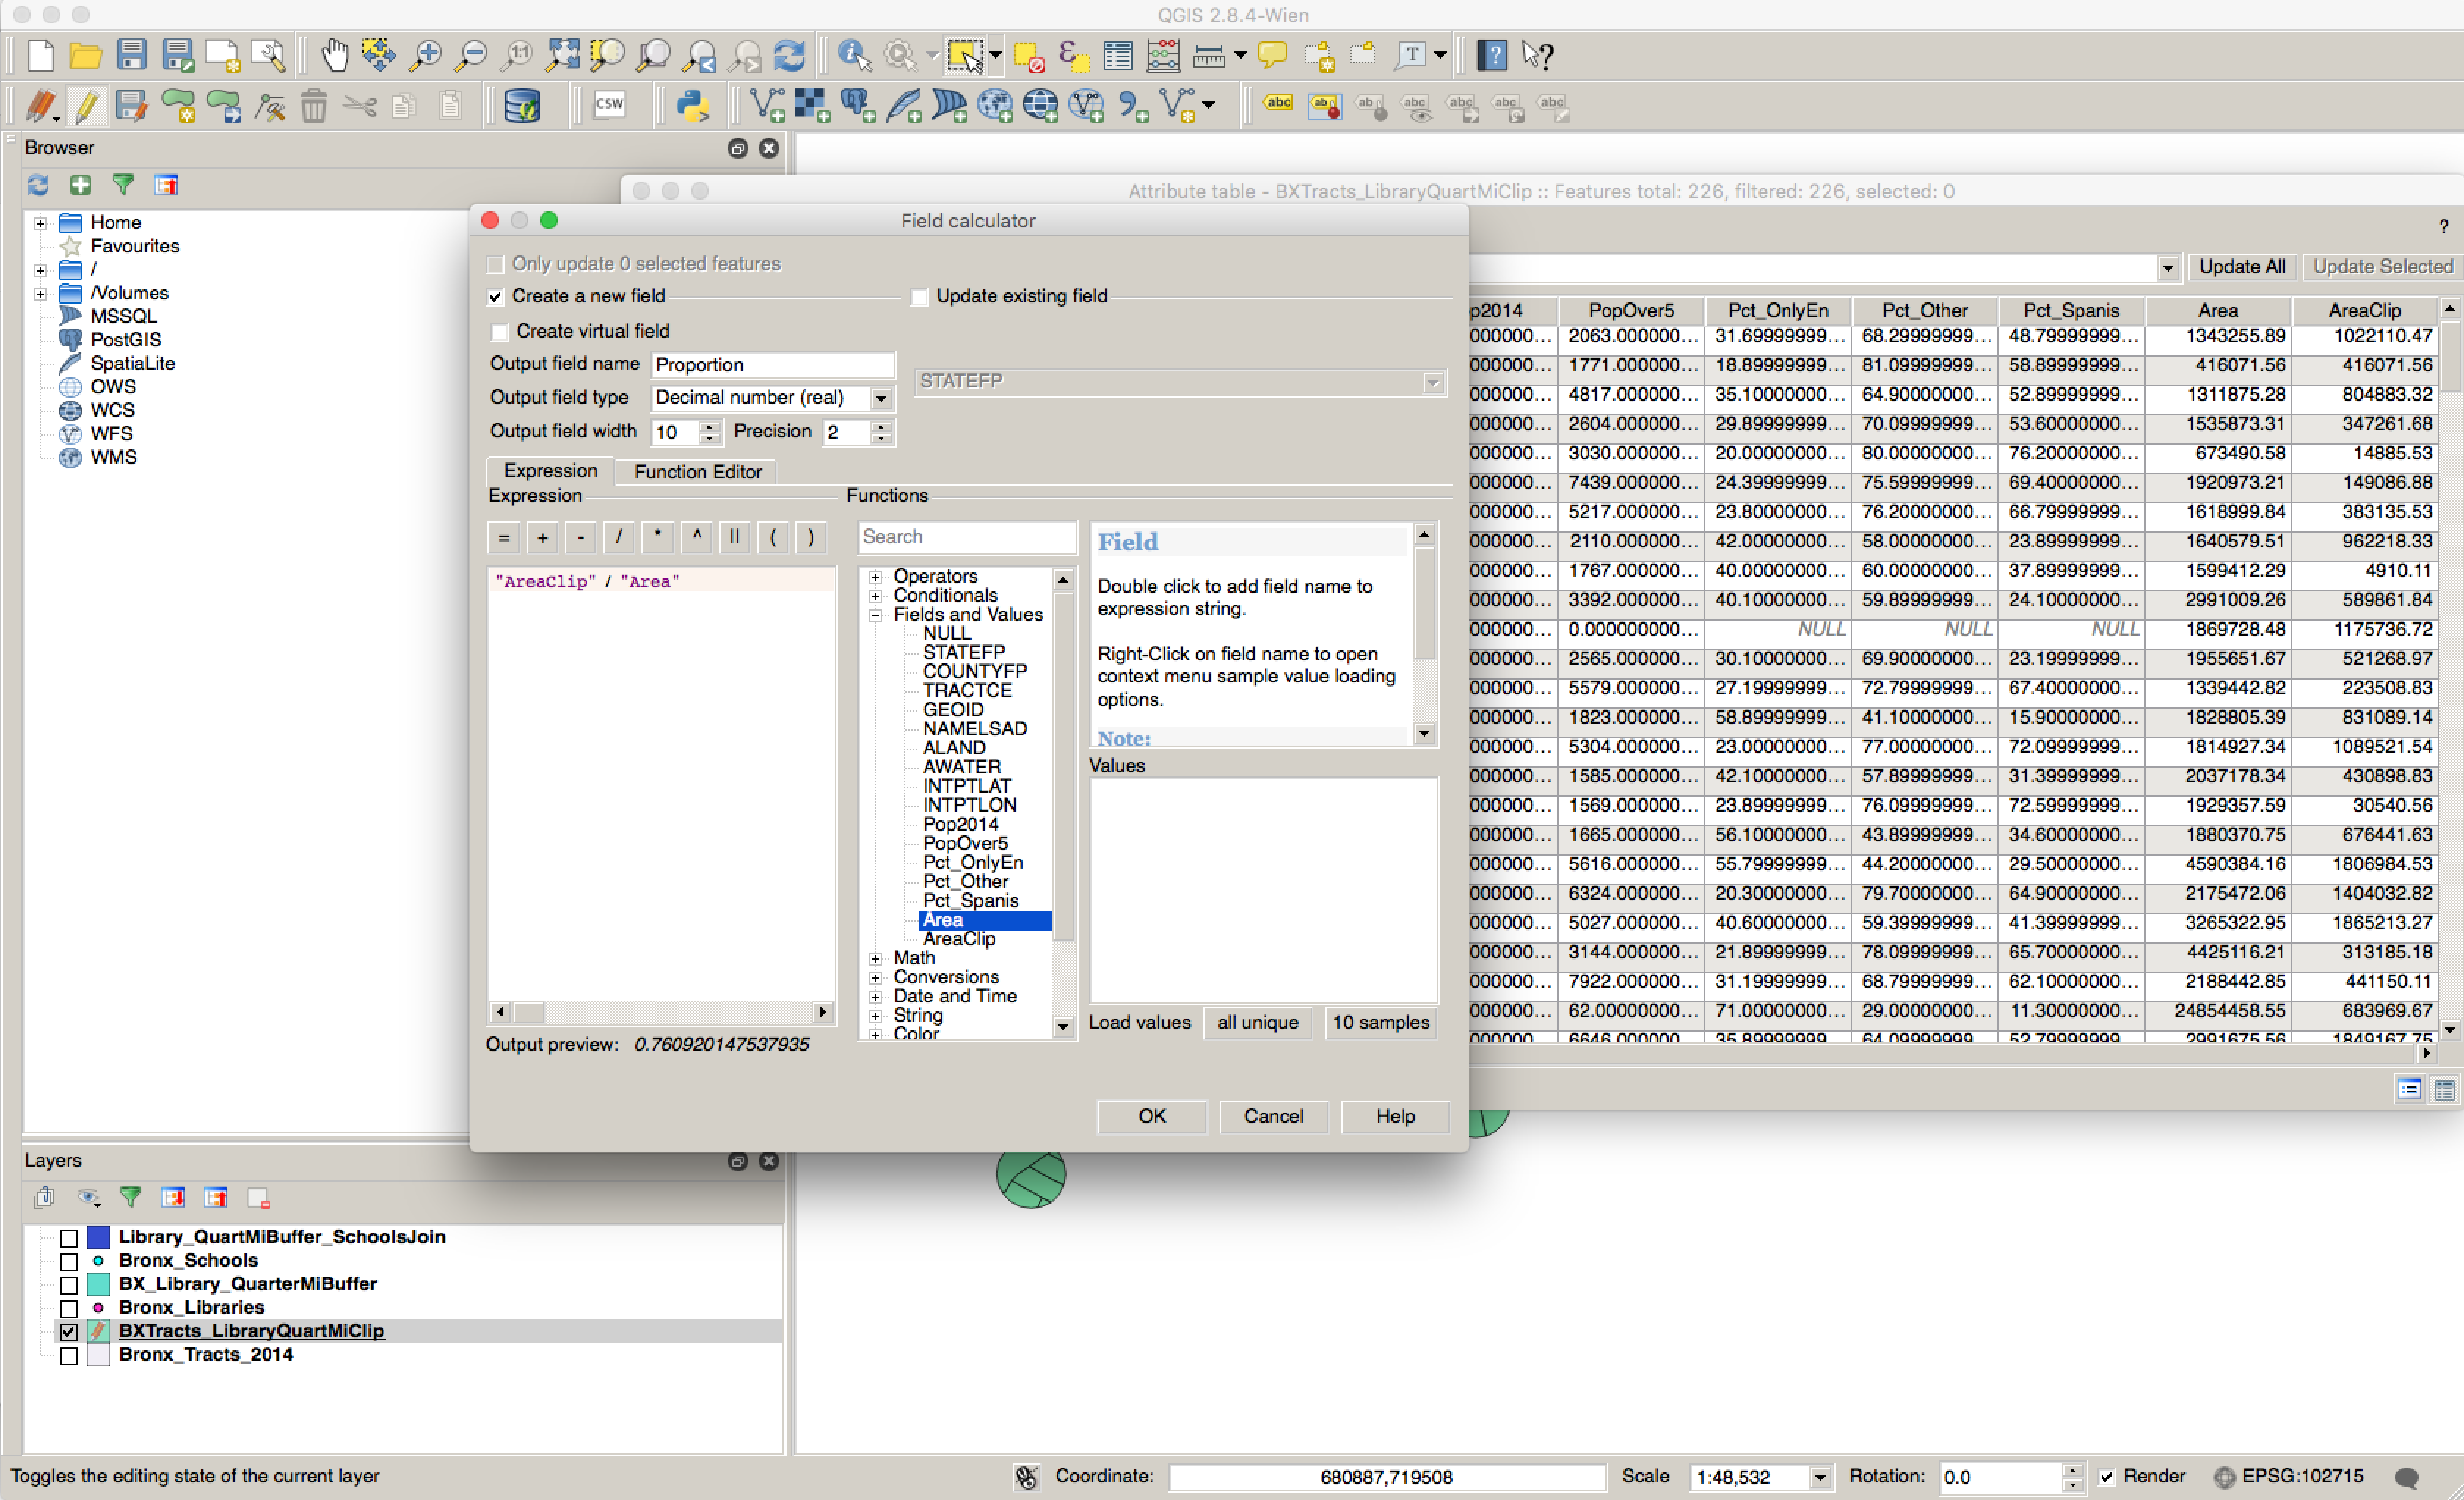 QGIS 2.8.4-Wien
Browser
Home
Favourites
/
/Volumes
MSSQL
PostGIS
SpatiaLite
OWS
WCS
WFS
WMS
Attribute table - BXTracts_LibraryQuartMiClip :: Features total: 226, filtered: 226, selected: 0
?
Update All Update Selected
p2014 PopOver5 Pct_OnlyEn Pct_Other Pct_Spanis Area AreaClip
000000... 2063.000000... 31.69999999... 68.29999999... 48.79999999... 1343255.89 1022110.47
000000... 1771.000000... 18.89999999... 81.09999999... 58.89999999... 416071.56 416071.56
000000... 4817.000000... 35.10000000... 64.90000000... 52.89999999... 1311875.28 804883.32
000000... 2604.000000... 29.89999999... 70.09999999... 53.60000000... 1535873.31 347261.68
000000... 3030.000000... 20.00000000... 80.00000000... 76.20000000... 673490.58 14885.53
000000... 7439.000000... 24.39999999... 75.59999999... 69.40000000... 1920973.21 149086.88
000000... 5217.000000... 23.80000000... 76.20000000... 66.79999999... 1618999.84 383135.53
000000... 2110.000000... 42.00000000... 58.00000000... 23.89999999... 1640579.51 962218.33
000000... 1767.000000... 40.00000000... 60.00000000... 37.89999999... 1599412.29 4910.11
000000... 3392.000000... 40.10000000... 59.89999999... 24.10000000... 2991009.26 589861.84
000000... 0.000000000... NULL NULL NULL 1869728.48 1175736.72
000000... 2565.000000... 30.10000000... 69.90000000... 23.19999999... 1955651.67 521268.97
000000... 5579.000000... 27.19999999... 72.79999999... 67.40000000... 1339442.82 223508.83
000000... 1823.000000... 58.89999999... 41.10000000... 15.90000000... 1828805.39 831089.14
000000... 5304.000000... 23.00000000... 77.00000000... 72.09999999... 1814927.34 1089521.54
000000... 1585.000000... 42.10000000... 57.89999999... 31.39999999... 2037178.34 430898.83
000000... 1569.000000... 23.89999999... 76.09999999... 72.59999999... 1929357.59 30540.56
000000... 1665.000000... 56.10000000... 43.89999999... 34.60000000... 1880370.75 676441.63
000000... 5616.000000... 55.79999999... 44.20000000... 29.50000000... 4590384.16 1806984.53
000000... 6324.000000... 20.30000000... 79.70000000... 64.90000000... 2175472.06 1404032.82
000000... 5027.000000... 40.60000000... 59.39999999... 41.39999999... 3265322.95 1865213.27
000000... 3144.000000... 21.89999999... 78.09999999... 65.70000000... 4425116.21 313185.18
000000... 7922.000000... 31.19999999... 68.79999999... 62.10000000... 2188442.85 441150.11
000000... 62.00000000... 71.00000000... 29.00000000... 11.30000000... 24854458.55 683969.67
000000 6646.000000 35.89999999 64.09999999 52.79999999 2991675.56 1849167.75
Field calculator
Only update 0 selected features
Create a new field
Update existing field
Create virtual field
Output field name Proportion
STATEFP
Output field type Decimal number (real)
Output field width 10 Precision 2
Expression Function Editor
Expression
= + - / * ^ || ( )
"AreaClip" / "Area"
Output preview: 0.760920147537935
Functions
Search
Operators
Conditionals
Fields and Values
NULL
STATEFP
COUNTYFP
TRACTCE
GEOID
NAMELSAD
ALAND
AWATER
INTPTLAT
INTPTLON
Pop2014
PopOver5
Pct_OnlyEn
Pct_Other
Pct_Spanis
Area
AreaClip
Math
Conversions
Date and Time
String
Color
Field
Double click to add field name to
expression string.
Right-Click on field name to open
context menu sample value loading
options.
Note:
Values
Load values all unique 10 samples
OK Cancel Help
Layers
Library_QuartMiBuffer_SchoolsJoin
Bronx_Schools
BX_Library_QuarterMiBuffer
Bronx_Libraries
BXTracts_LibraryQuartMiClip
Bronx_Tracts_2014
Toggles the editing state of the current layer
Coordinate: 680887,719508 Scale 1:48,532 Rotation: 0.0 Render EPSG:102715